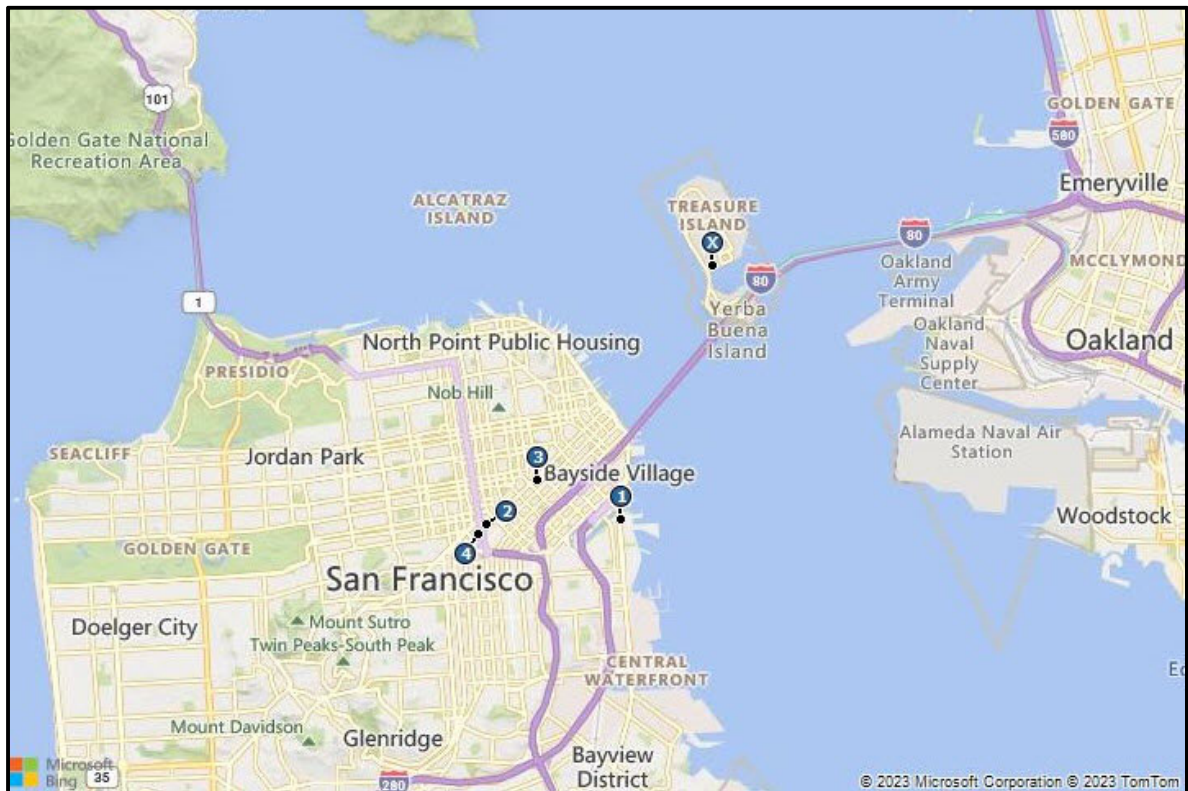 101
Golden Gate National
Recreation Area
ALCATRAZ
ISLAND
TREASURE
ISLAND
X
80
Yerba
Buena
Island
80
Oakland
Army
Terminal
Oakland
Naval
Supply
Center
GOLDEN GATE
580
Emeryville
MCCLYMOND
Oakland
1
North Point Public Housing
PRESIDIO
Nob Hill
Alameda Naval Air
Station
SEACLIFF
Jordan Park
3
Bayside Village
1
2
4
Woodstock
GOLDEN GATE
San Francisco
Doelger City
Mount Sutro
Twin Peaks-South Peak
CENTRAL
WATERFRONT
Mount Davidson
Glenridge
Bayview
District
280
35
Microsoft
Bing
© 2023 Microsoft Corporation © 2023 TomTom